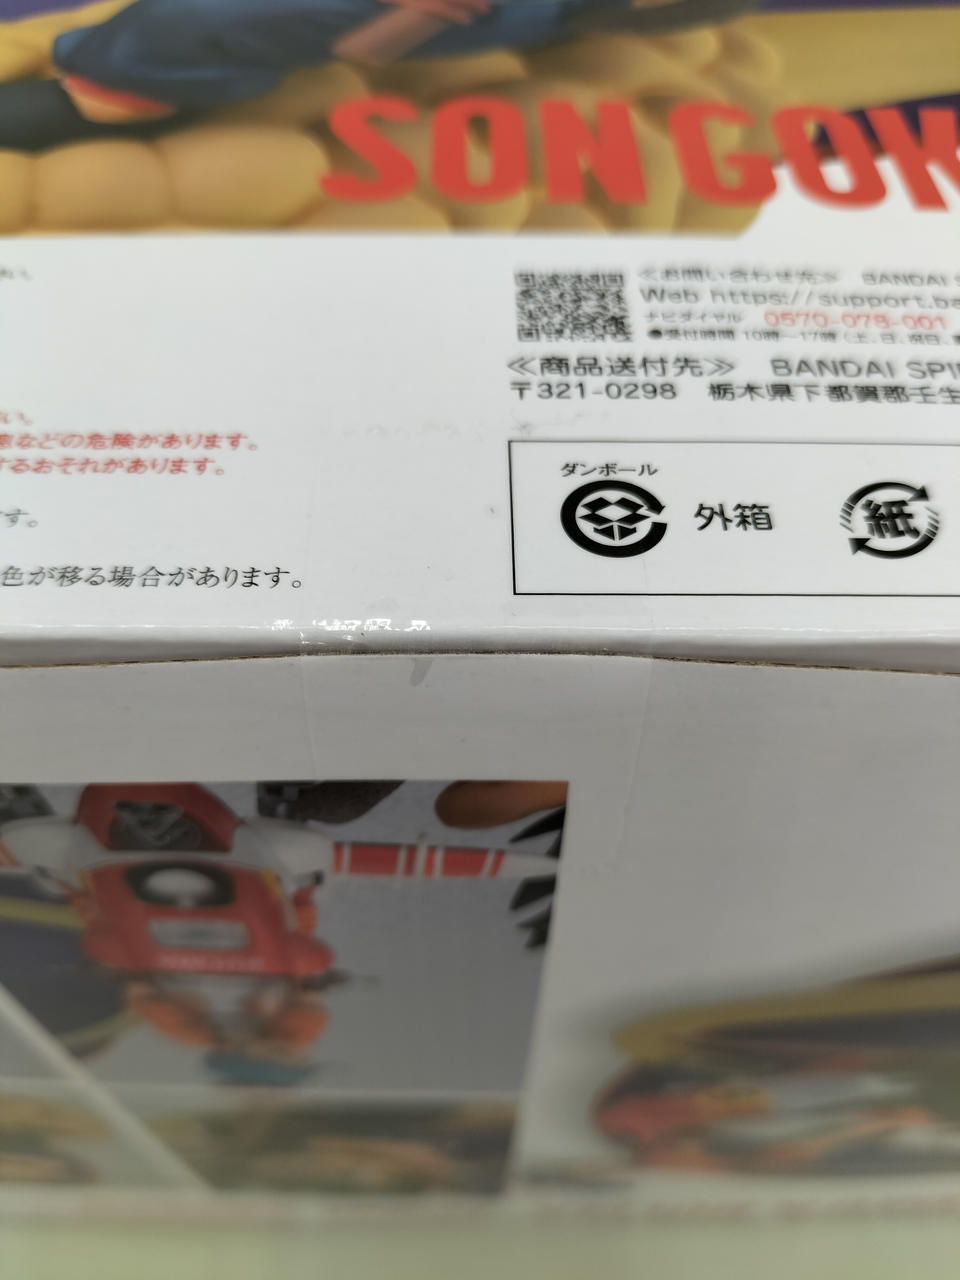 SON GOK
≪お問い合わせ先≫ BANDAI S
Web https://support.ba
ナビダイヤル 0570-078-001
●受付時間 10時〜17時(土、日、祝日、
≪商品送付先≫ BANDAI SPI
〒321-0298 栃木県下都賀郡壬生
などの危険があります。
するおそれがあります。
す。
色が移る場合があります。
ダンボール
外箱
紙